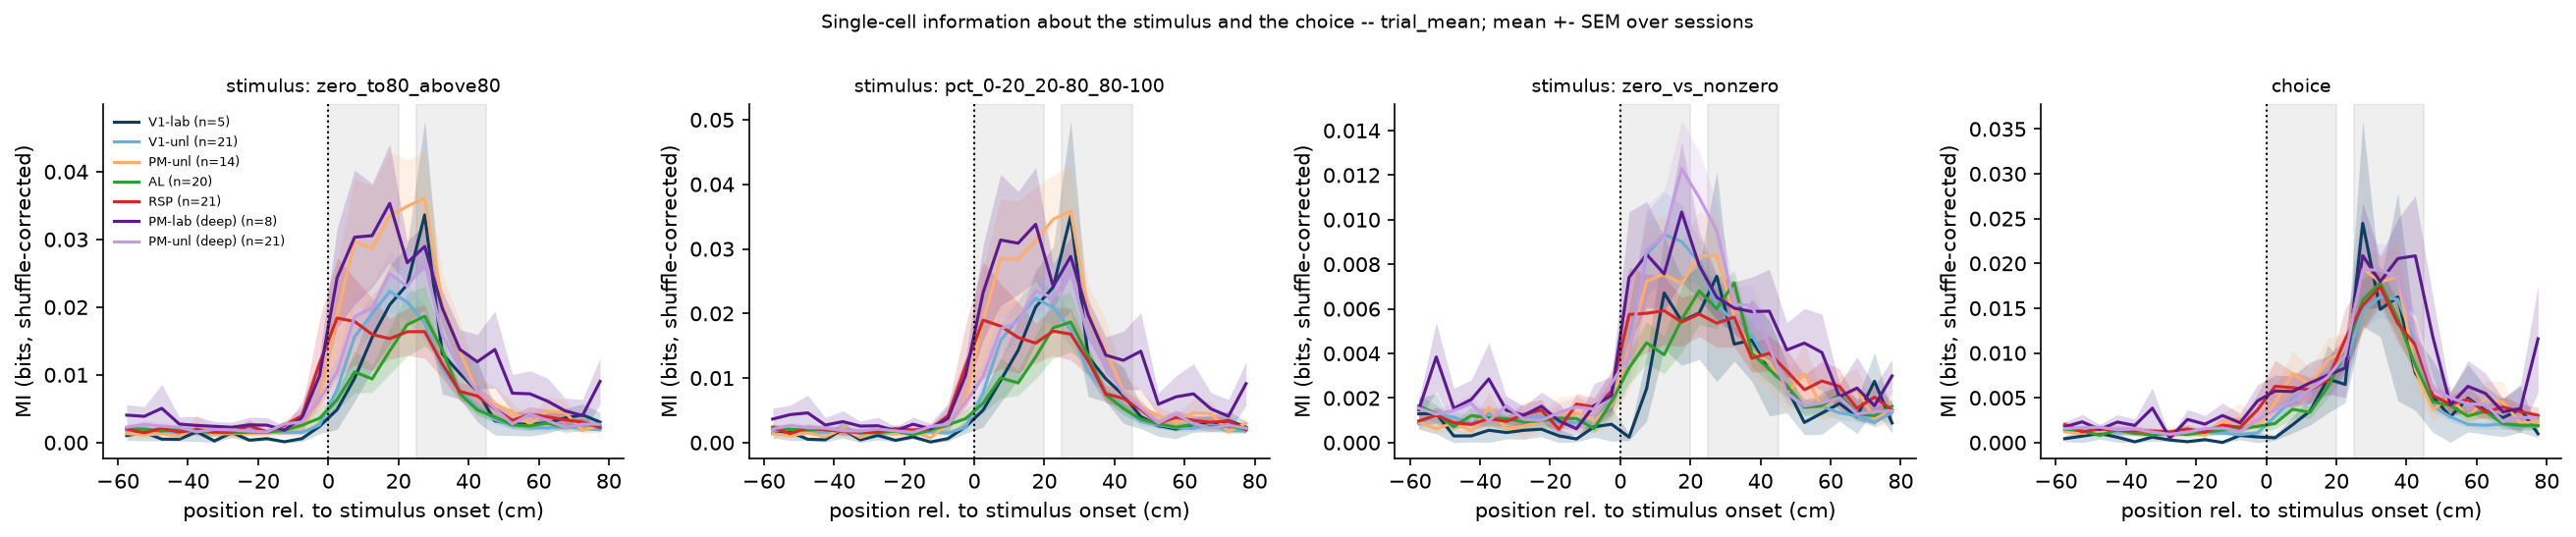 Single-cell information about the stimulus and the choice -- trial_mean; mean +- SEM over sessions
stimulus: zero_to80_above80
MI (bits, shuffle-corrected)
0.04
0.03
0.02
0.01
0.00
V1-lab (n=5)
V1-unl (n=21)
PM-unl (n=14)
AL (n=20)
RSP (n=21)
PM-lab (deep) (n=8)
PM-unl (deep) (n=21)
−60 −40 −20 0 20 40 60 80
position rel. to stimulus onset (cm)
stimulus: pct_0-20_20-80_80-100
MI (bits, shuffle-corrected)
0.05
0.04
0.03
0.02
0.01
0.00
−60 −40 −20 0 20 40 60 80
position rel. to stimulus onset (cm)
stimulus: zero_vs_nonzero
MI (bits, shuffle-corrected)
0.014
0.012
0.010
0.008
0.006
0.004
0.002
0.000
−60 −40 −20 0 20 40 60 80
position rel. to stimulus onset (cm)
choice
MI (bits, shuffle-corrected)
0.035
0.030
0.025
0.020
0.015
0.010
0.005
0.000
−60 −40 −20 0 20 40 60 80
position rel. to stimulus onset (cm)